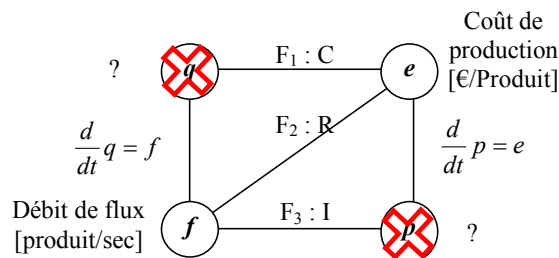 ?
q
F₁ : C
e
Coût de
production
[€/Produit]
d/dt q = f
F₂ : R
d/dt p = e
Débit de flux
[produit/sec]
f
F₃ : I
p
?